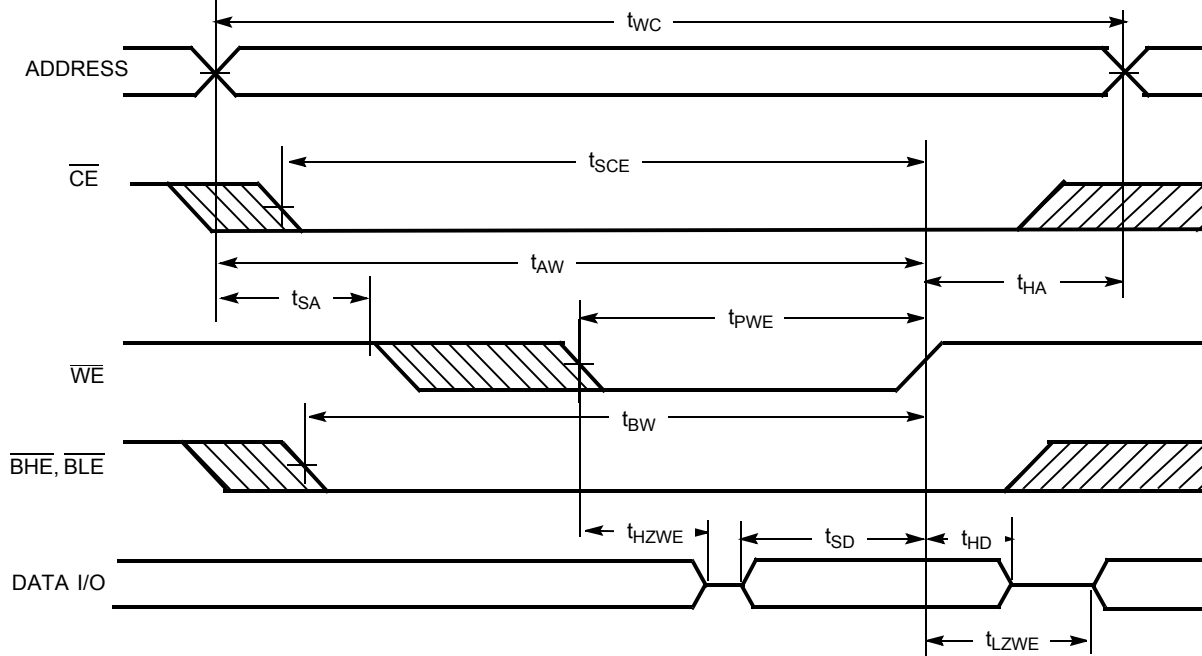 tWC
ADDRESS
tSCE
CE
tAW
tHA
tSA
tPWE
WE
tBW
BHE, BLE
tHZWE
tSD
tHD
DATA I/O
tLZWE